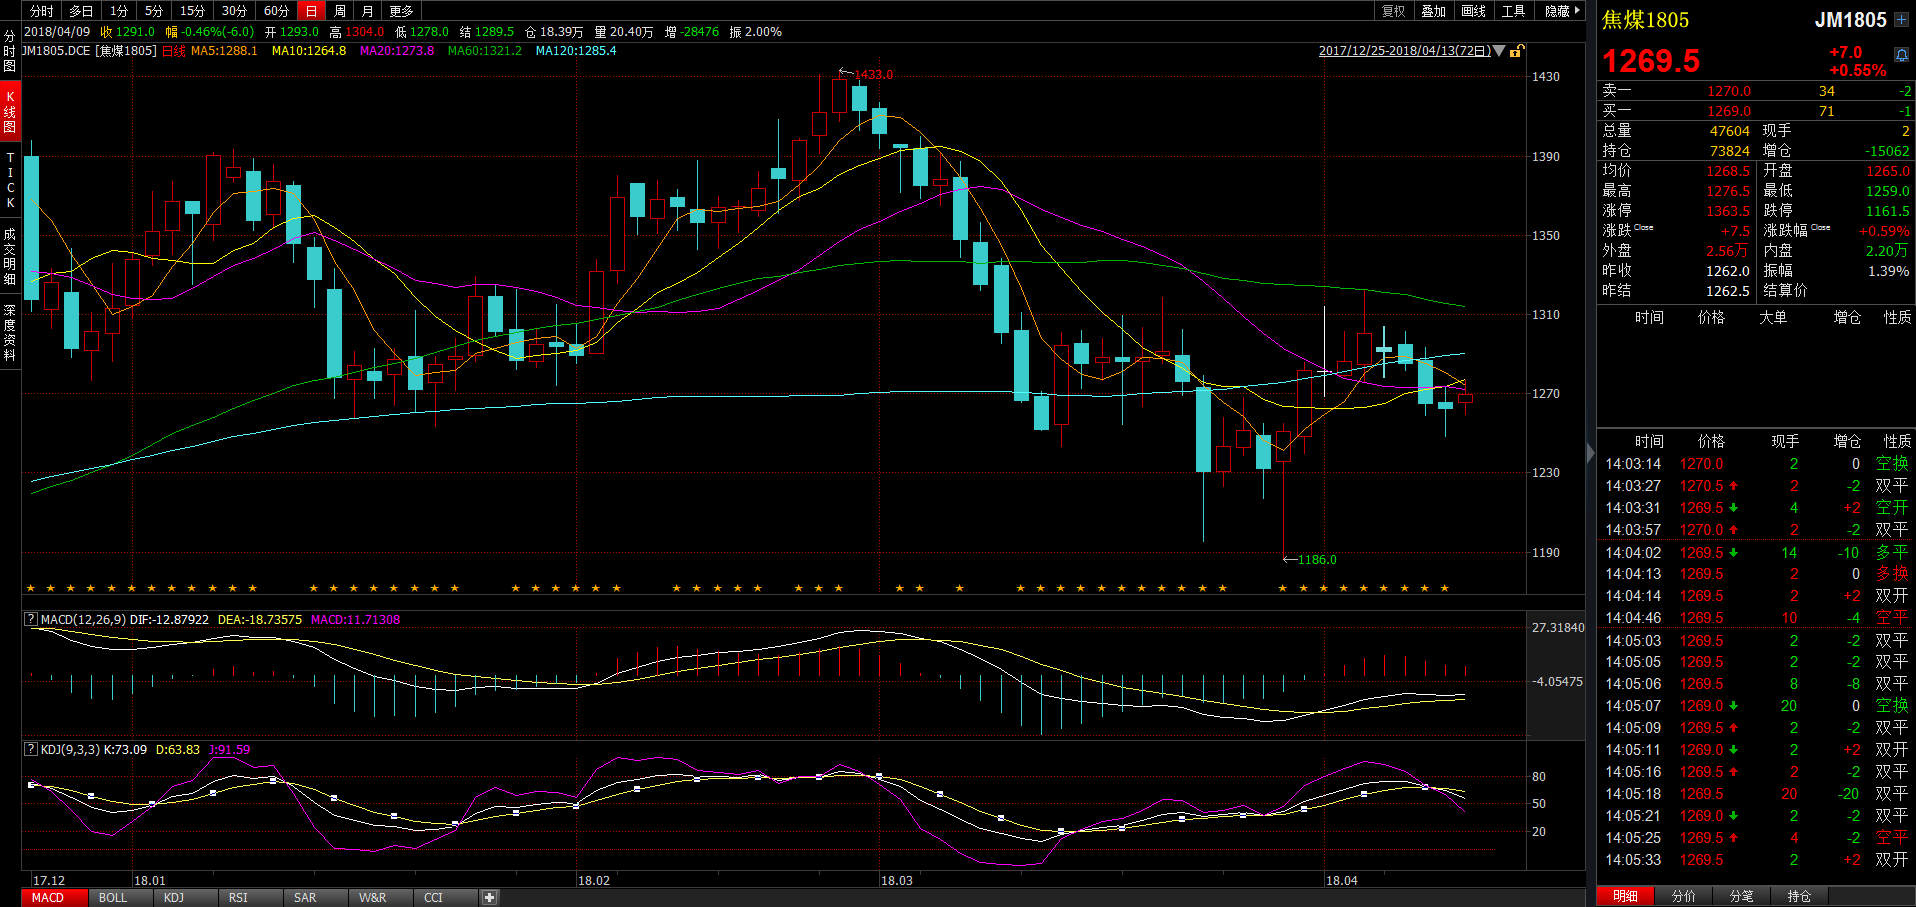 分时 多日 1分 5分 15分 30分 60分 日 周 月 更多 复权 叠加 画线 工具 隐藏
2018/04/09 收 1291.0 幅 -0.46%(-6.0) 开 1293.0 高 1304.0 低 1278.0 结 1289.5 仓 18.39万 量 20.40万 增 -28476 振 2.00%
JM1805.DCE [焦煤1805] 日线 MA5:1288.1 MA10:1264.8 MA20:1273.8 MA60:1321.2 MA120:1285.4 2017/12/25-2018/04/13(72日)
分时图
K线图
TICK
成交明细
深度资料
1433.0
1186.0
1430
1390
1350
1310
1270
1230
1190
? MACD(12,26,9) DIF:-12.87922 DEA:-18.73575 MACD:11.71308
27.31840
-4.05475
? KDJ(9,3,3) K:73.09 D:63.83 J:91.59
80
50
20
17.12 18.01 18.02 18.03 18.04
MACD BOLL KDJ RSI SAR W&R CCI
焦煤1805 JM1805
1269.5 +7.0
+0.55%
卖一 1270.0 34 -2
买一 1269.0 71 -1
总量 47604 现手 2
持仓 73824 增仓 -15062
均价 1268.5 开盘 1265.0
最高 1276.5 最低 1259.0
涨停 1363.5 跌停 1161.5
涨跌 Close +7.5 涨跌幅 Close +0.59%
外盘 2.56万 内盘 2.20万
昨收 1262.0 振幅 1.39%
昨结 1262.5 结算价
时间 价格 大单 增仓 性质
时间 价格 现手 增仓 性质
14:03:14 1270.0 2 0 空换
14:03:27 1270.5 2 -2 双平
14:03:31 1269.5 4 +2 空开
14:03:57 1270.0 2 -2 双平
14:04:02 1269.5 14 -10 多平
14:04:13 1269.5 2 0 多换
14:04:14 1269.5 2 +2 双开
14:04:46 1269.5 10 -4 空平
14:05:03 1269.5 2 -2 双平
14:05:05 1269.5 2 -2 双平
14:05:06 1269.5 8 -8 双平
14:05:07 1269.0 20 0 空换
14:05:09 1269.5 2 -2 双平
14:05:11 1269.0 2 +2 双开
14:05:16 1269.5 2 -2 双平
14:05:18 1269.5 20 -20 双平
14:05:21 1269.0 2 -2 双平
14:05:25 1269.5 4 -2 空平
14:05:33 1269.5 2 +2 双开
明细 分价 分笔 持仓